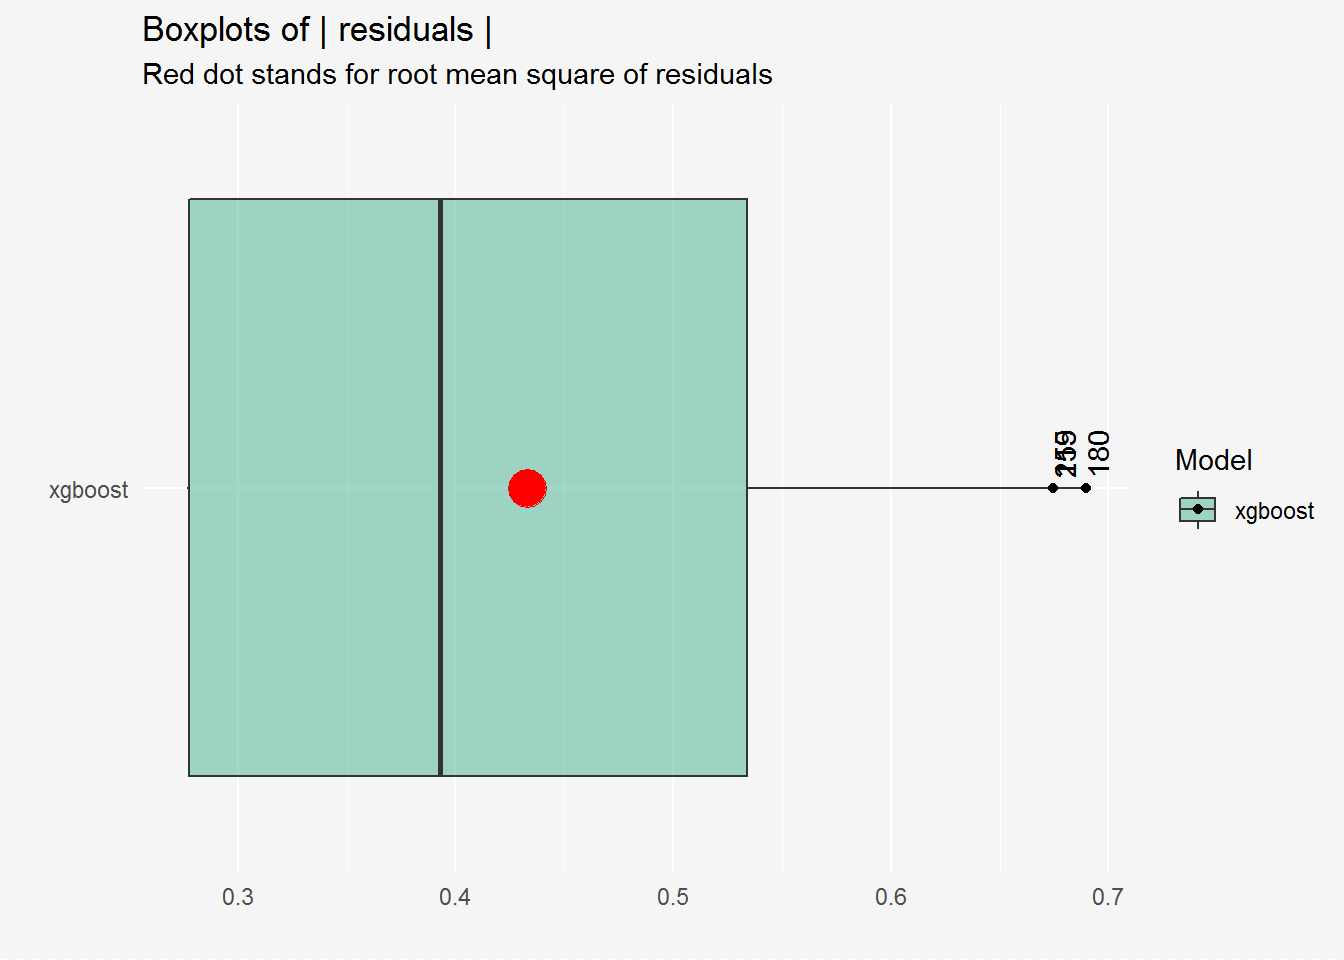 Boxplots of | residuals |
Red dot stands for root mean square of residuals
180
xgboost
Model
xgboost
0.3
0.4
0.5
0.6
0.7